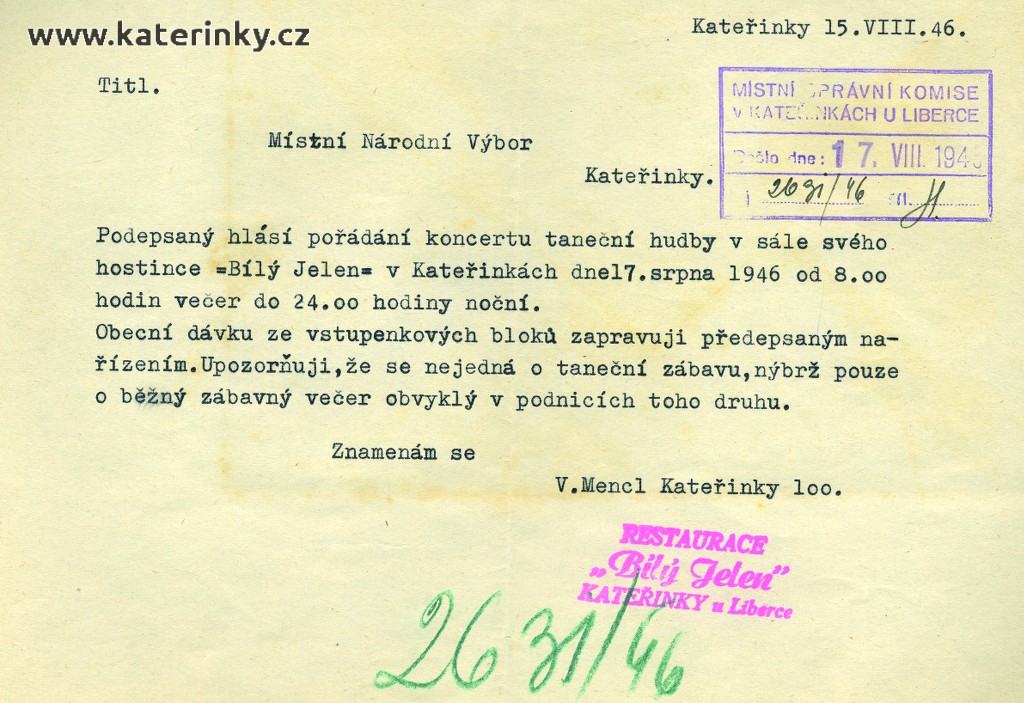 www.katerinky.cz
Kateřinky 15.VIII.46.
Titl.
MÍSTNÍ SPRÁVNÍ KOMISE
V KATEŘINKÁCH U LIBERCE
Došlo dne: 17. VIII. 1946
2631/46
Místní Národní Výbor
Kateřinky.
Podepsaný hlásí pořádání koncertu taneční hudby v sále svého
hostince =Bílý Jelen= v Kateřinkách dne17.srpna 1946 od 8.oo
hodin večer do 24.oo hodiny noční.
Obecní dávku ze vstupenkových bloků zapravuji předepsaným na-
řízením.Upozorňuji,že se nejedná o taneční zábavu,nýbrž pouze
o běžný zábavný večer obvyklý v podnicích toho druhu.
Znamenám se
V.Mencl Kateřinky loo.
RESTAURACE
„Bílý Jelen"
KATEŘINKY u Liberce
2631/46